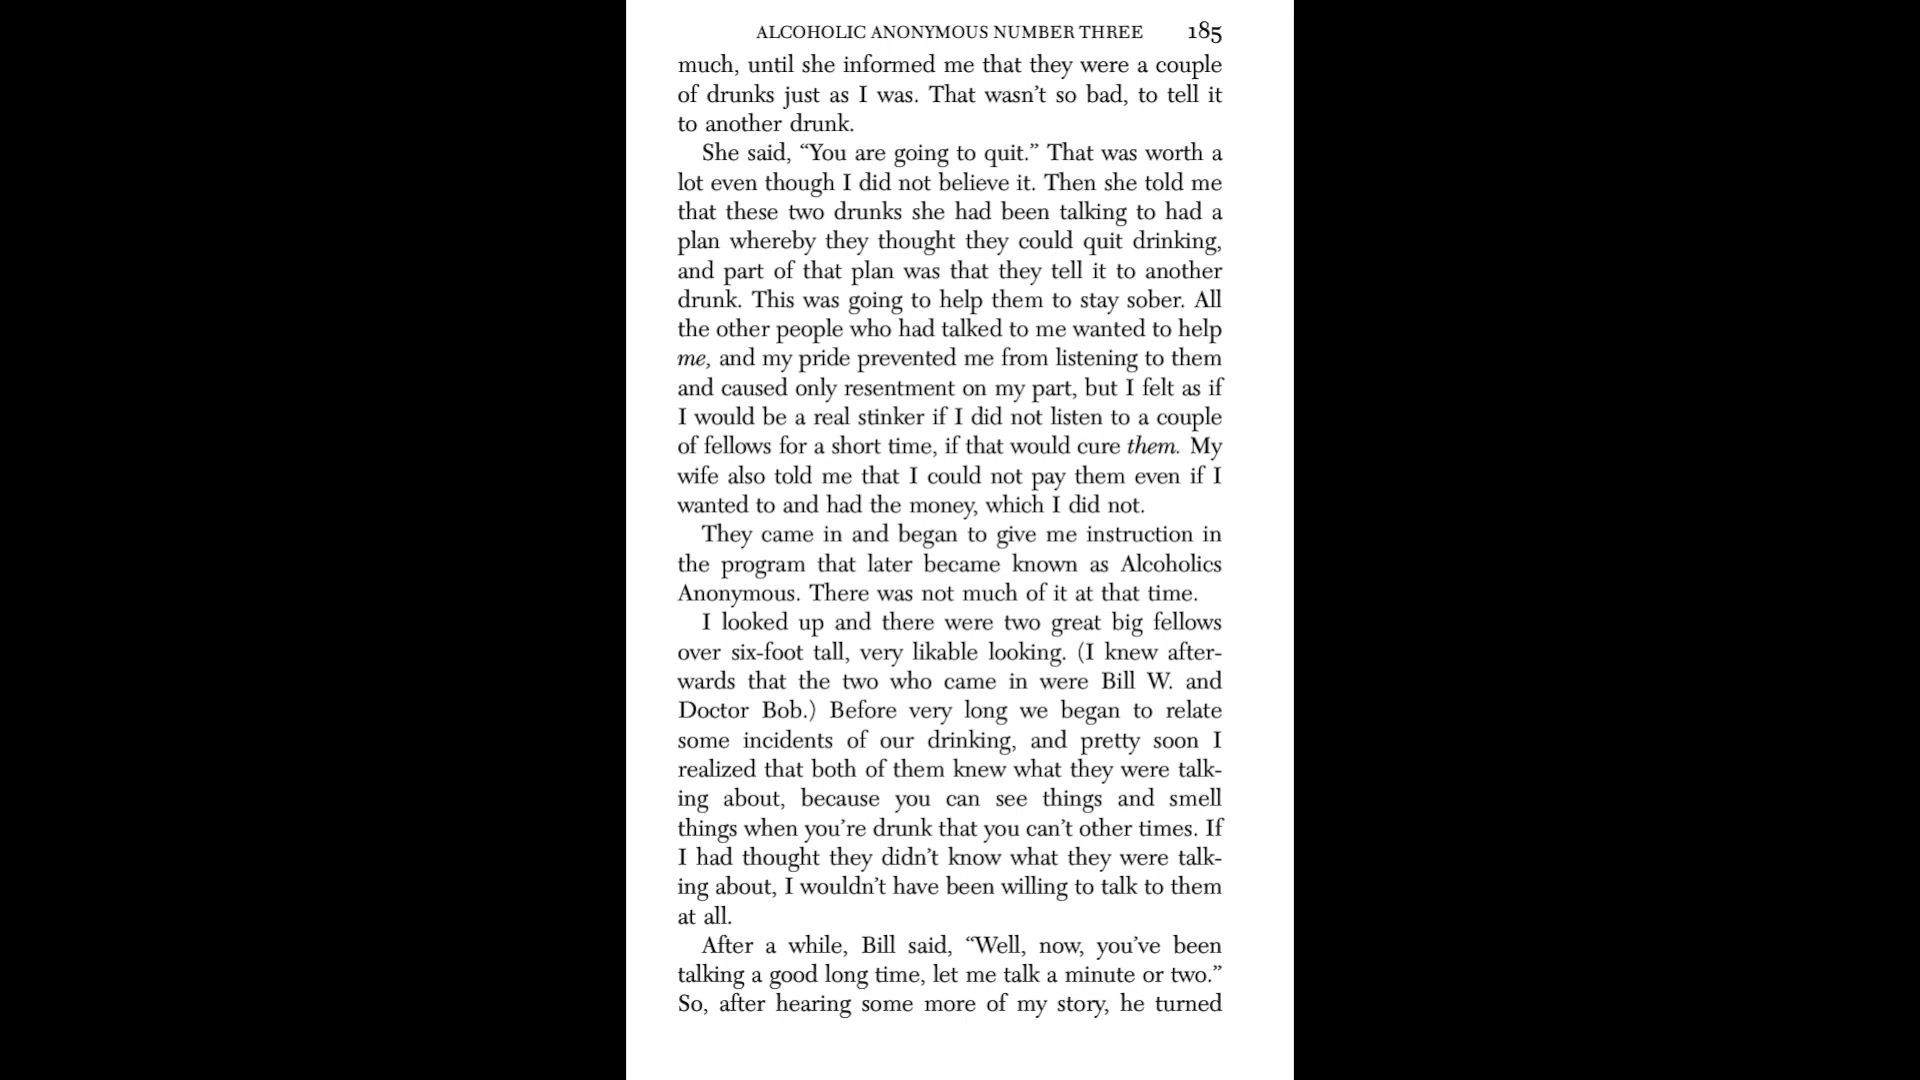 ALCOHOLIC ANONYMOUS NUMBER THREE 185
much, until she informed me that they were a couple
of drunks just as I was. That wasn’t so bad, to tell it
to another drunk.
She said, “You are going to quit.” That was worth a
lot even though I did not believe it. Then she told me
that these two drunks she had been talking to had a
plan whereby they thought they could quit drinking,
and part of that plan was that they tell it to another
drunk. This was going to help them to stay sober. All
the other people who had talked to me wanted to help
me, and my pride prevented me from listening to them
and caused only resentment on my part, but I felt as if
I would be a real stinker if I did not listen to a couple
of fellows for a short time, if that would cure them. My
wife also told me that I could not pay them even if I
wanted to and had the money, which I did not.
They came in and began to give me instruction in
the program that later became known as Alcoholics
Anonymous. There was not much of it at that time.
I looked up and there were two great big fellows
over six-foot tall, very likable looking. (I knew after-
wards that the two who came in were Bill W. and
Doctor Bob.) Before very long we began to relate
some incidents of our drinking, and pretty soon I
realized that both of them knew what they were talk-
ing about, because you can see things and smell
things when you’re drunk that you can’t other times. If
I had thought they didn’t know what they were talk-
ing about, I wouldn’t have been willing to talk to them
at all.
After a while, Bill said, “Well, now, you’ve been
talking a good long time, let me talk a minute or two.”
So, after hearing some more of my story, he turned